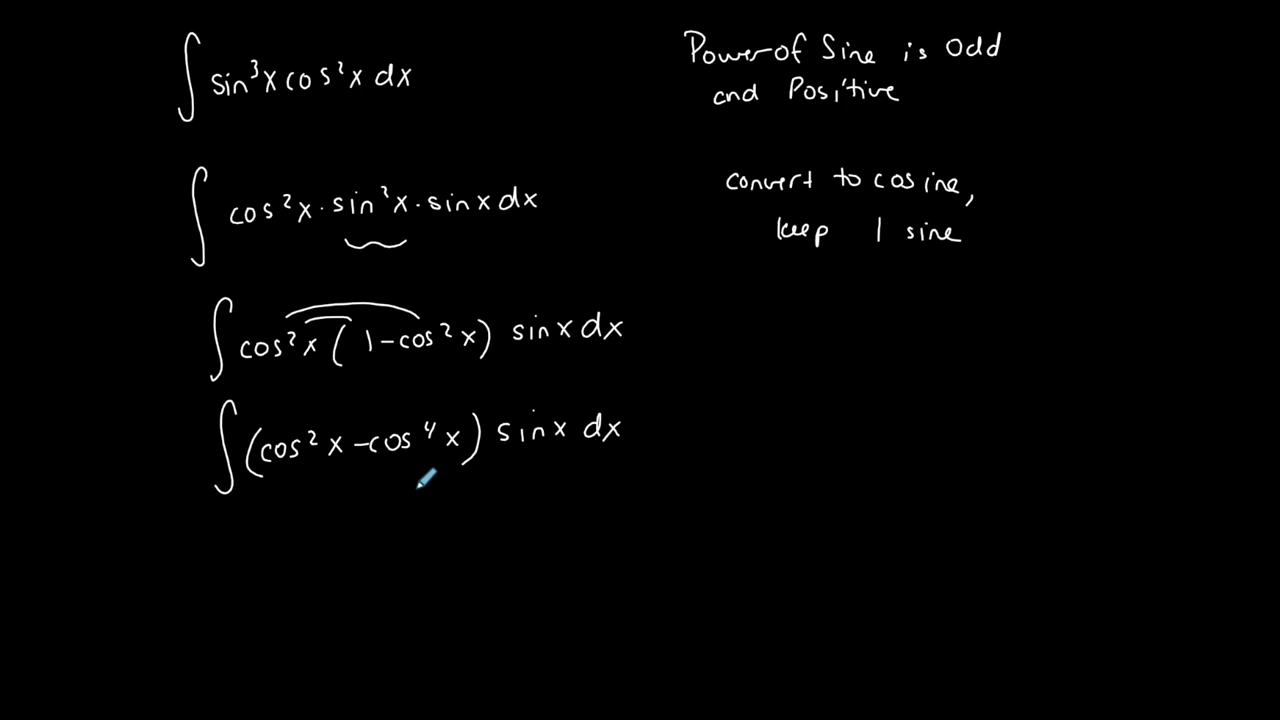 ∫ sin³x cos²x dx
Power of Sine is Odd
and Positive
∫ cos²x · sin²x · sin x dx
convert to cosine,
keep 1 sine
∫ cos²x (1 - cos²x) sin x dx
∫ (cos²x - cos⁴x) sin x dx